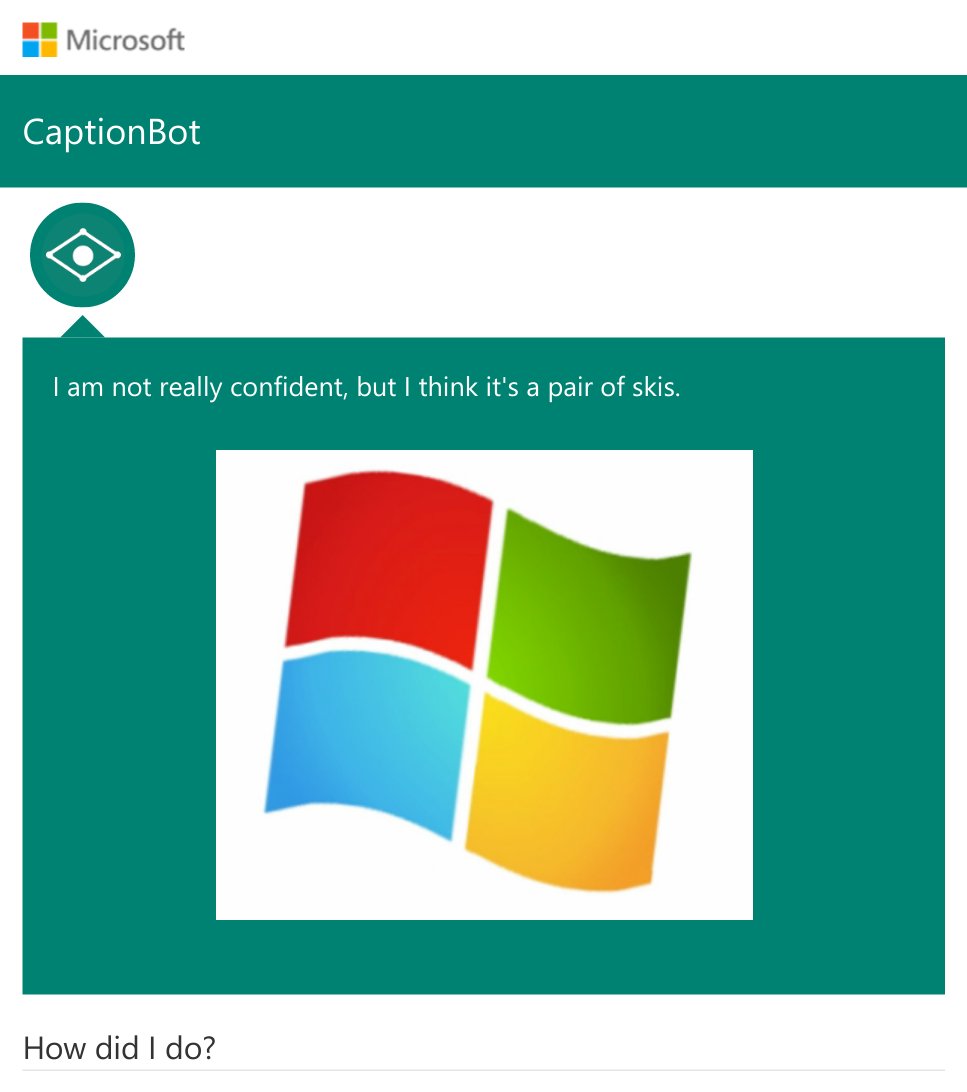 Microsoft
CaptionBot
I am not really confident, but I think it's a pair of skis.
How did I do?